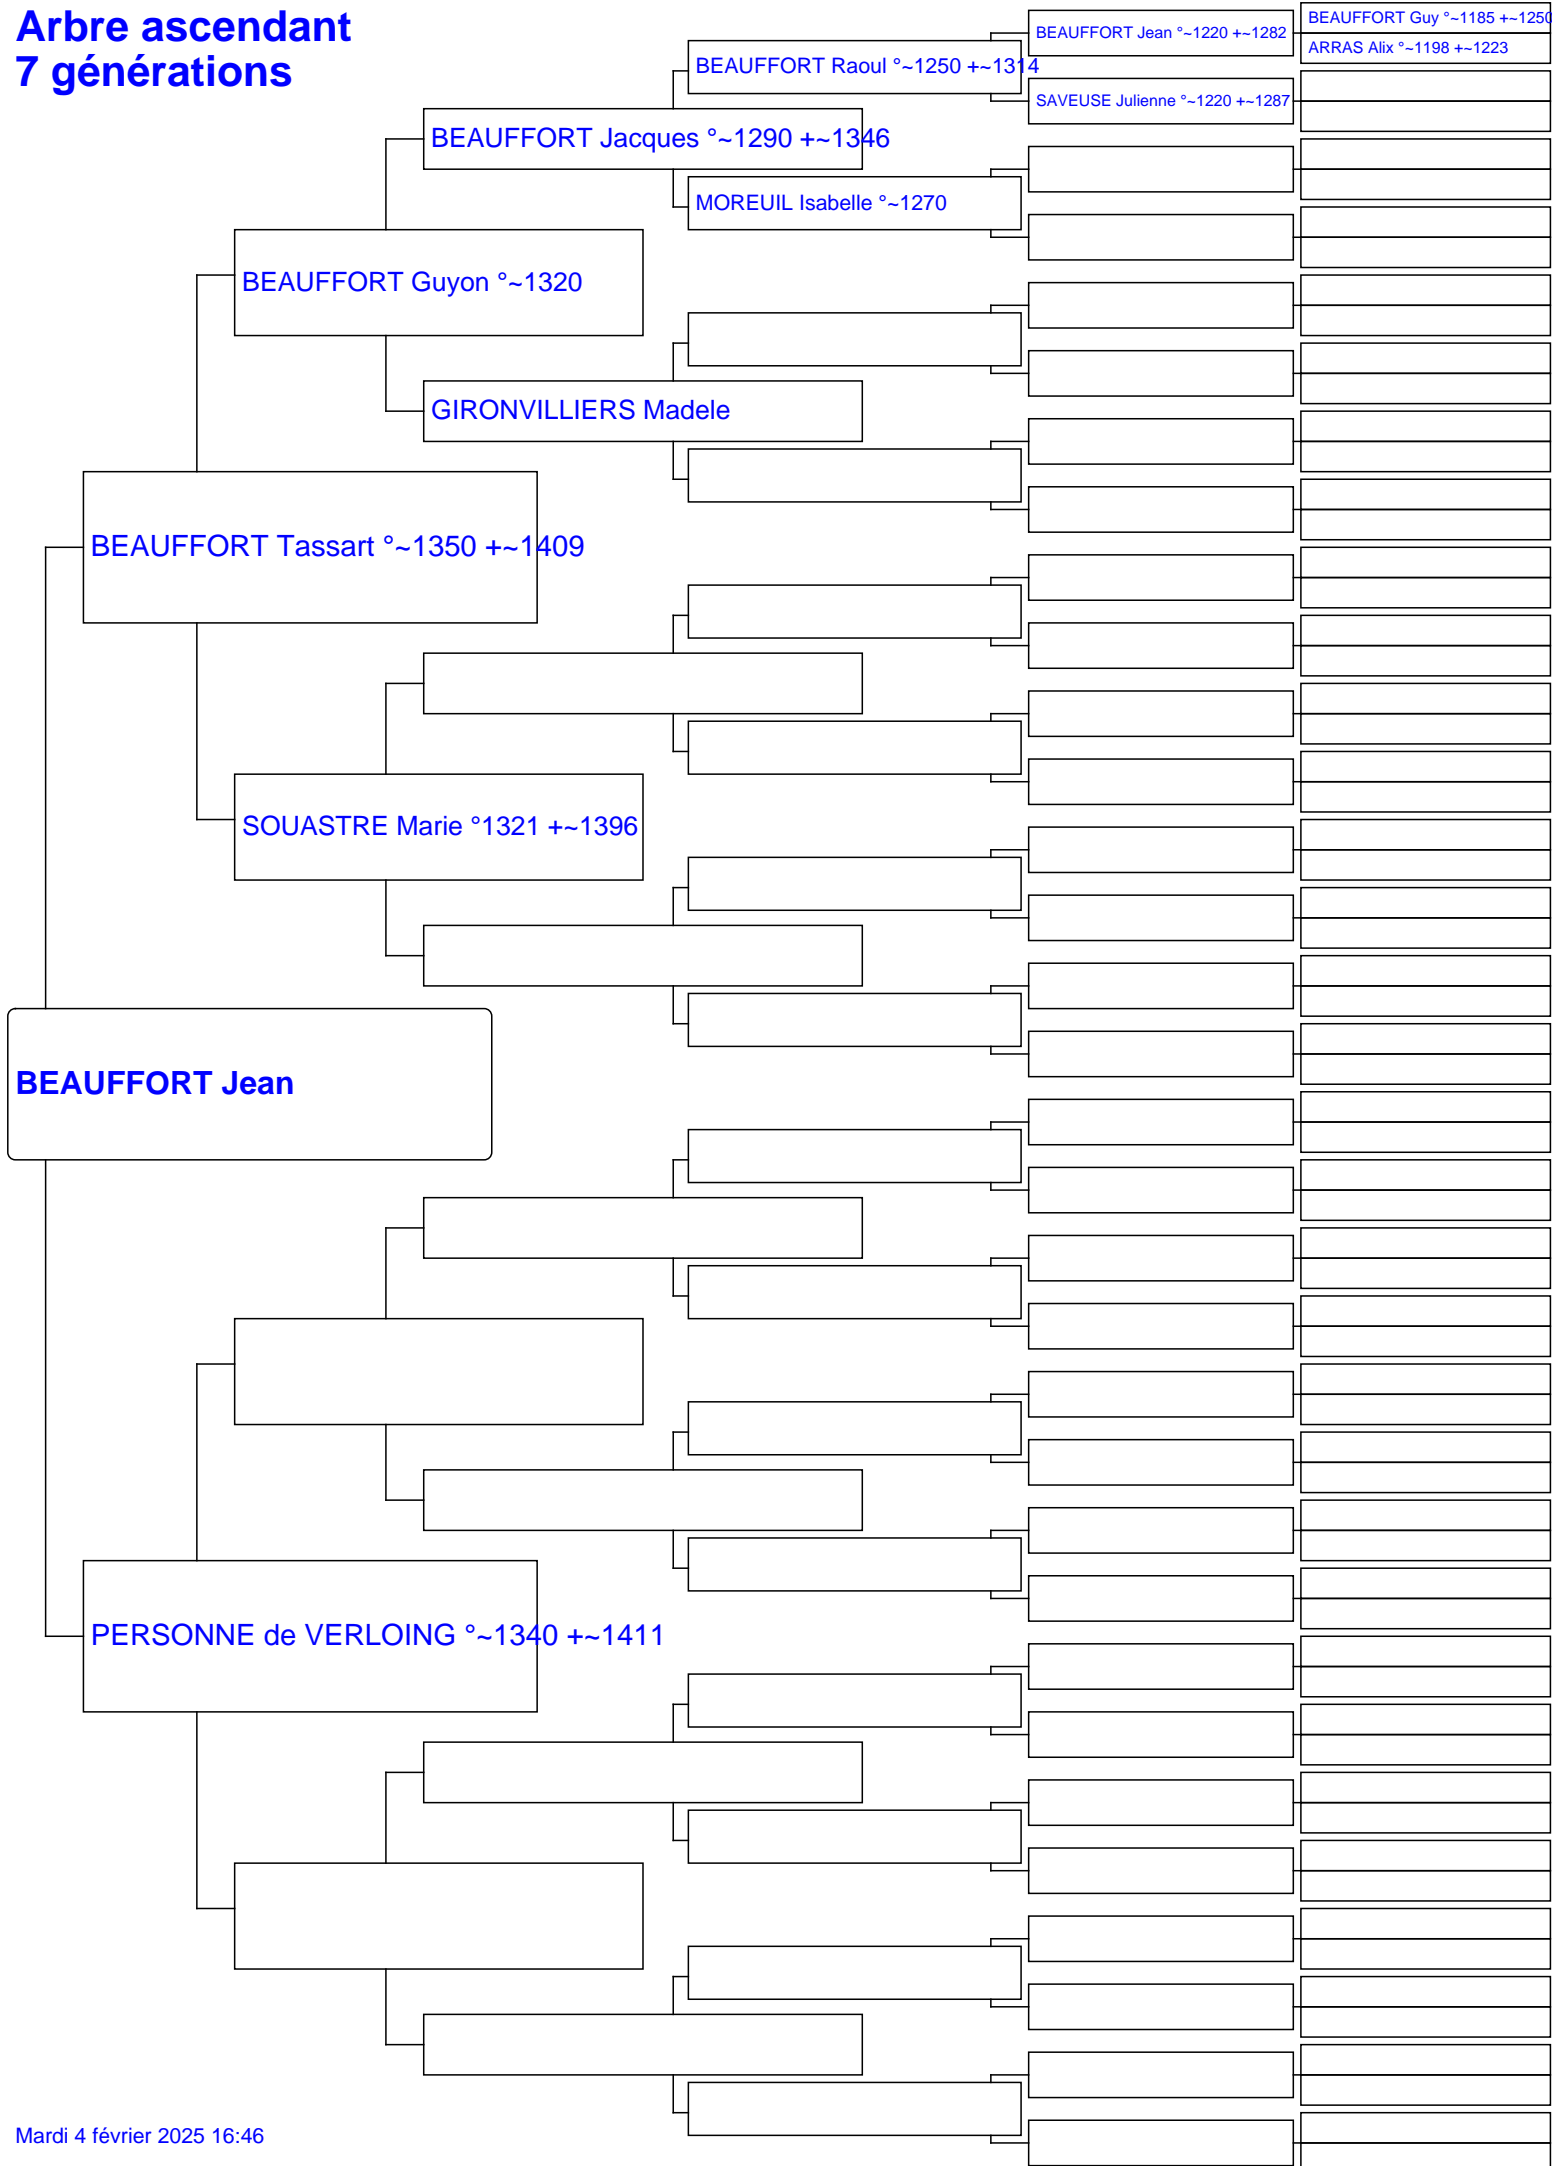 Arbre ascendant
7 générations
BEAUFFORT Guy °~1185 +~1250
BEAUFFORT Jean °~1220 +~1282
ARRAS Alix °~1198 +~1223
BEAUFFORT Raoul °~1250 +~1314
SAVEUSE Julienne °~1220 +~1287
BEAUFFORT Jacques °~1290 +~1346
MOREUIL Isabelle °~1270
BEAUFFORT Guyon °~1320
GIRONVILLIERS Madele
BEAUFFORT Tassart °~1350 +~1409
SOUASTRE Marie °1321 +~1396
BEAUFFORT Jean
PERSONNE de VERLOING °~1340 +~1411
Mardi 4 février 2025 16:46